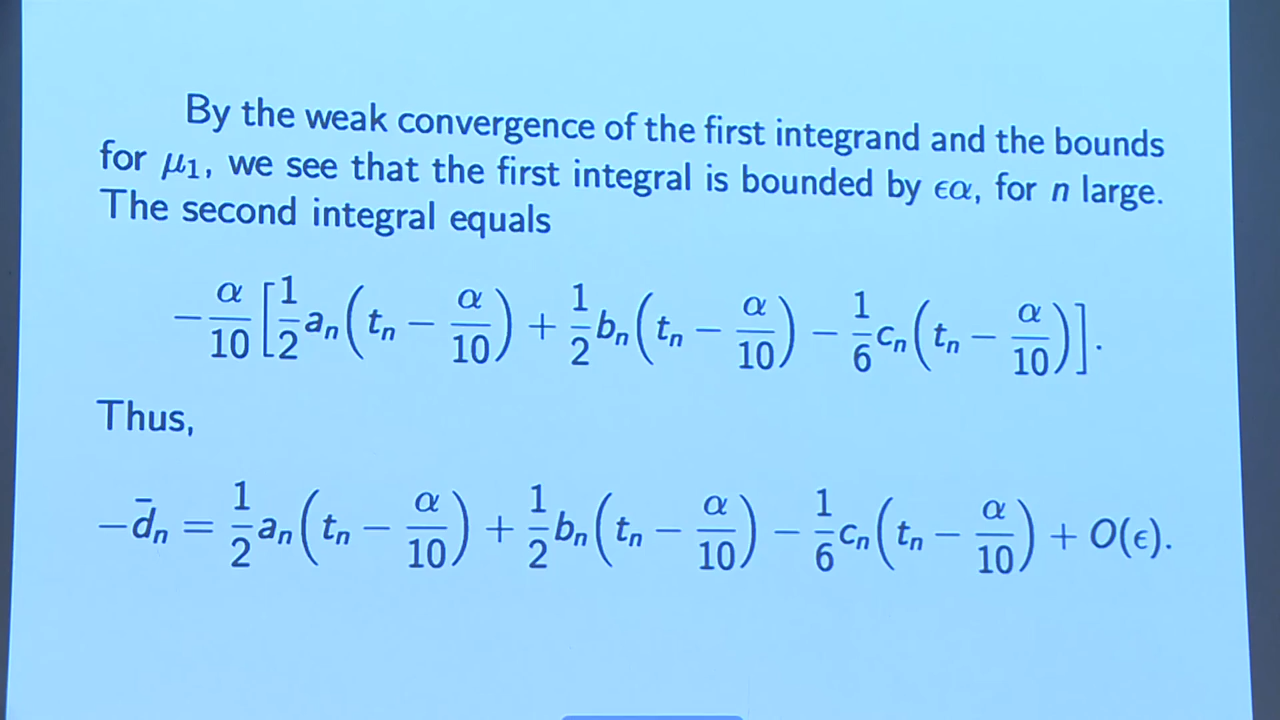 By the weak convergence of the first integrand and the bounds
for μ₁, we see that the first integral is bounded by ϵα, for n large.
The second integral equals
−α/10 [1/2 aₙ(tₙ − α/10) + 1/2 bₙ(tₙ − α/10) − 1/6 cₙ(tₙ − α/10)].
Thus,
−d̄ₙ = 1/2 aₙ(tₙ − α/10) + 1/2 bₙ(tₙ − α/10) − 1/6 cₙ(tₙ − α/10) + O(ϵ).